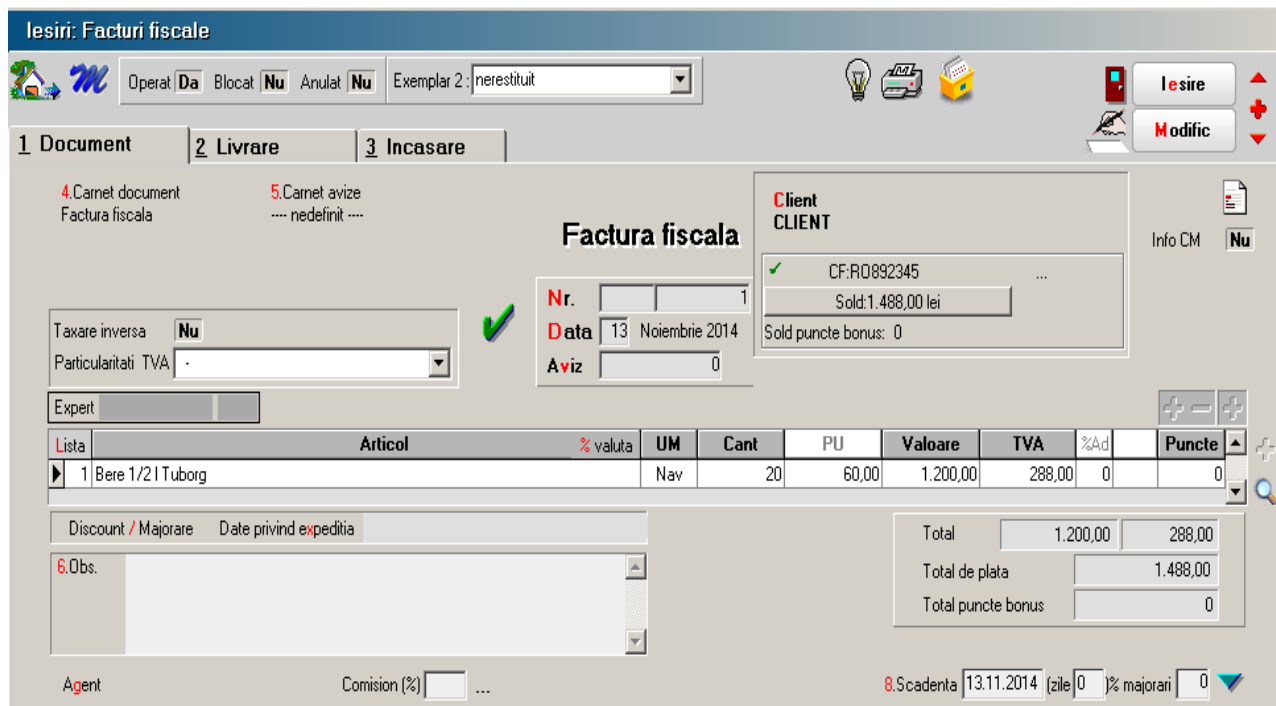 Iesiri: Facturi fiscale
Operat Da Blocat Nu Anulat Nu Exemplar 2 : nerestituit
Iesire
Modific
1 Document 2 Livrare 3 Incasare
4.Carnet document 5.Carnet avize
Factura fiscala ---- nedefinit ----
Factura fiscala
Client
CLIENT
Info CM Nu
CF:RO892345 ...
Sold:1.488,00 lei
Sold puncte bonus: 0
Nr. 1
Data 13 Noiembrie 2014
Aviz 0
Taxare inversa Nu
Particularitati TVA -
Expert
Lista Articol % valuta UM Cant PU Valoare TVA %Ad Puncte
1 Bere 1/2 l Tuborg Nav 20 60,00 1.200,00 288,00 0 0
Discount / Majorare Date privind expeditia
6.Obs.
Total 1.200,00 288,00
Total de plata 1.488,00
Total puncte bonus 0
Agent Comision (%) ...
8.Scadenta 13.11.2014 (zile 0 )% majorari 0